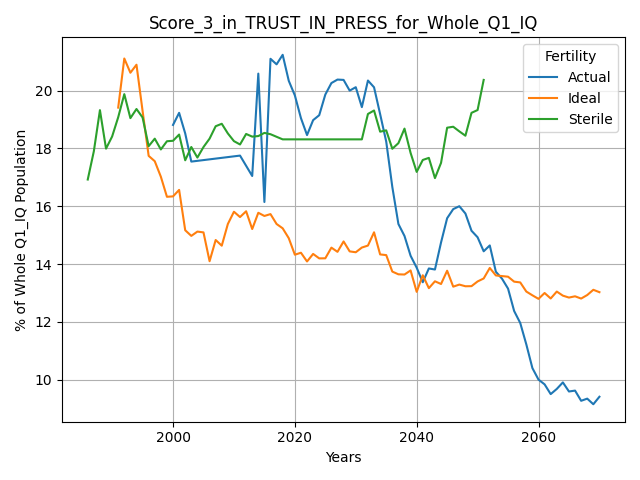 Score_3_in_TRUST_IN_PRESS_for_Whole_Q1_IQ
Fertility
Actual
Ideal
Sterile
% of Whole Q1_IQ Population
20
18
16
14
12
10
2000
2020
2040
2060
Years